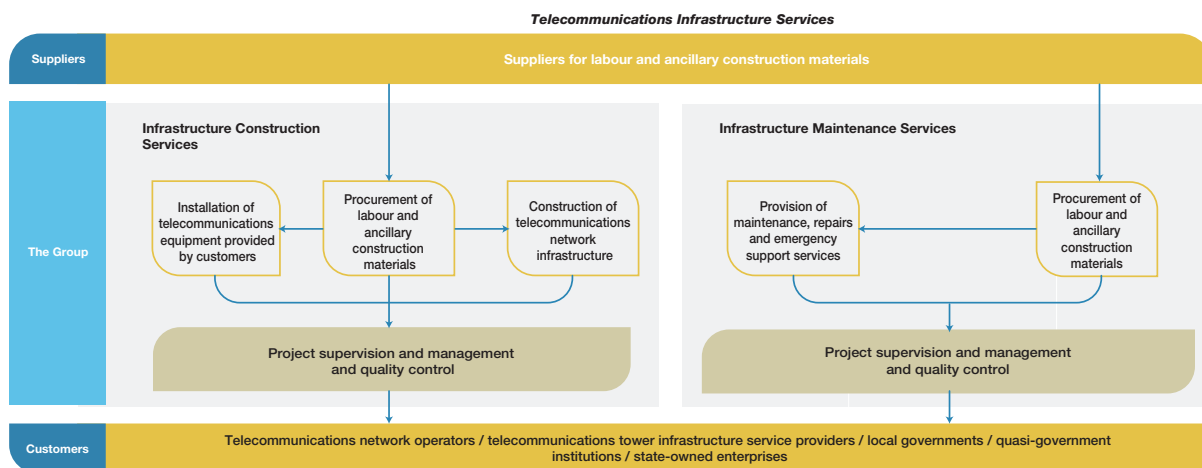 Telecommunications Infrastructure Services
Suppliers
Suppliers for labour and ancillary construction materials
The Group
Infrastructure Construction
Services
Installation of
telecommunications
equipment provided
by customers
Procurement of
labour and
ancillary
construction
materials
Construction of
telecommunications
network
infrastructure
Project supervision and management
and quality control
Infrastructure Maintenance Services
Provision of
maintenance, repairs
and emergency
support services
Procurement of
labour and
ancillary
construction
materials
Project supervision and management
and quality control
Customers
Telecommunications network operators / telecommunications tower infrastructure service providers / local governments / quasi-government
institutions / state-owned enterprises